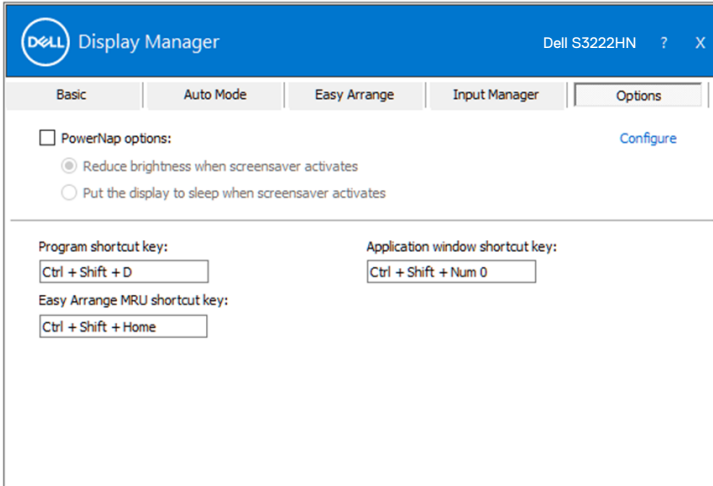 DELL Display Manager Dell S3222HN ? X
Basic Auto Mode Easy Arrange Input Manager Options
PowerNap options: Configure
Reduce brightness when screensaver activates
Put the display to sleep when screensaver activates
Program shortcut key: Application window shortcut key:
Ctrl + Shift + D Ctrl + Shift + Num 0
Easy Arrange MRU shortcut key:
Ctrl + Shift + Home